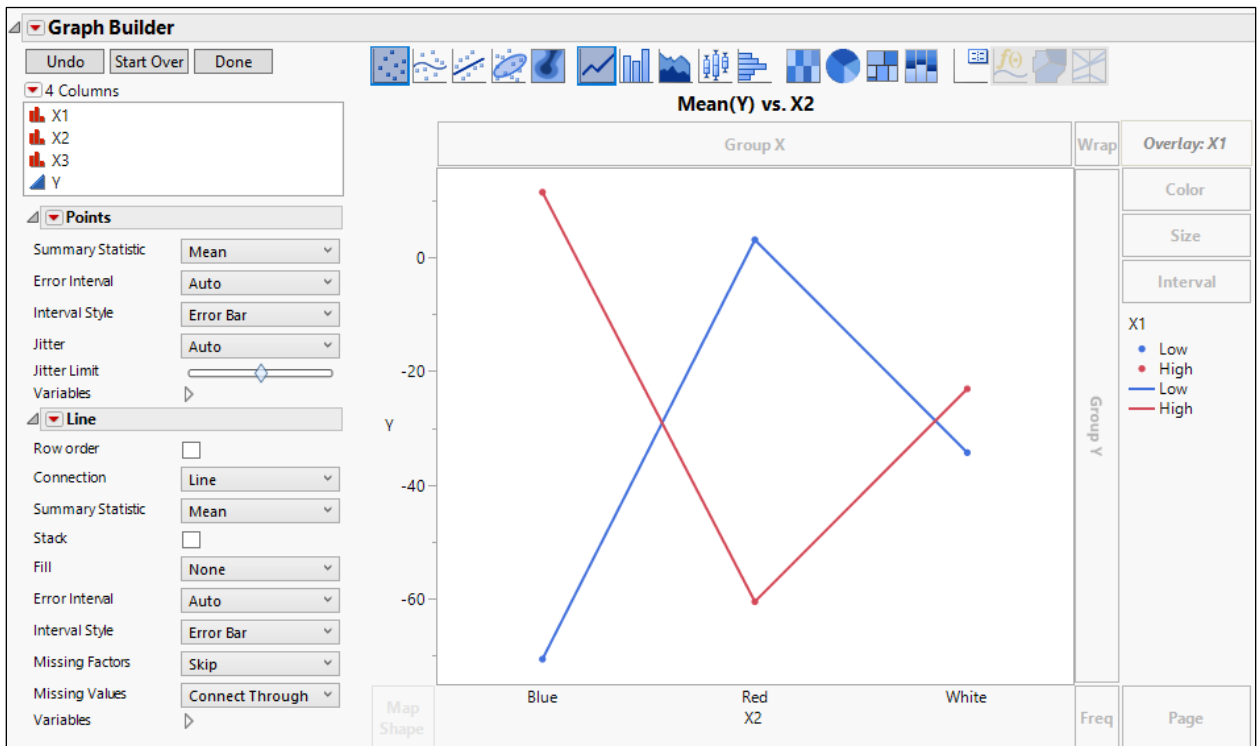 Graph Builder
Undo Start Over Done
4 Columns
X1
X2
X3
Y
Points
Summary Statistic Mean
Error Interval Auto
Interval Style Error Bar
Jitter Auto
Jitter Limit
Variables
Line
Row order
Connection Line
Summary Statistic Mean
Stack
Fill None
Error Interval Auto
Interval Style Error Bar
Missing Factors Skip
Missing Values Connect Through
Variables
Mean(Y) vs. X2
Group X
Wrap
Overlay: X1
Color
Size
Interval
X1
Low
High
Low
High
Y
0
-20
-40
-60
Group Y
Blue Red White
X2
Map
Shape
Freq
Page